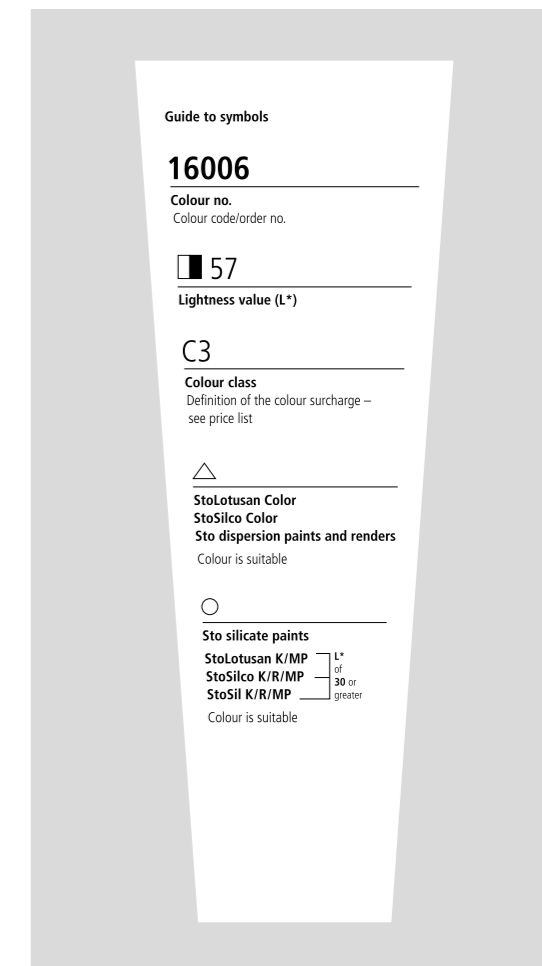 Guide to symbols
16006
Colour no.
Colour code/order no.
57
Lightness value (L*)
C3
Colour class
Definition of the colour surcharge –
see price list
StoLotusan Color
StoSilco Color
Sto dispersion paints and renders
Colour is suitable
Sto silicate paints
StoLotusan K/MP
StoSilco K/R/MP
StoSil K/R/MP
L*
of
30 or
greater
Colour is suitable